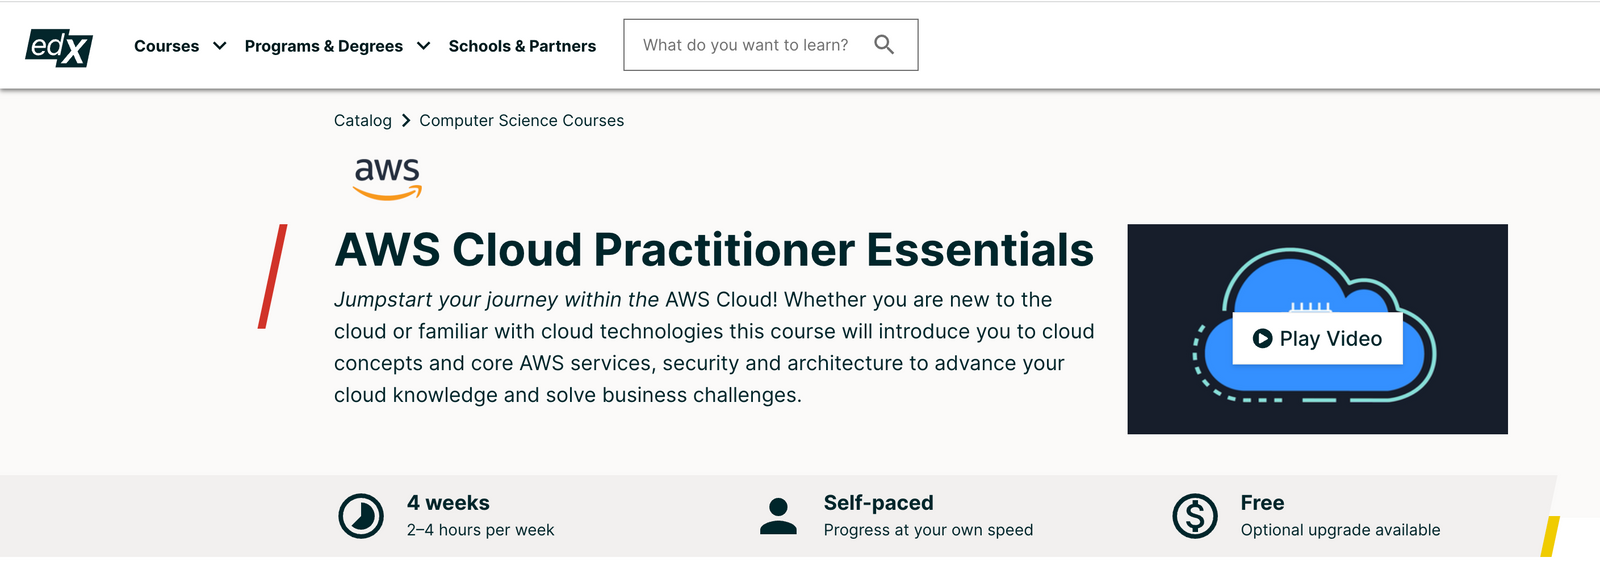 edX
Courses
Programs & Degrees
Schools & Partners
What do you want to learn?
Catalog
Computer Science Courses
aws
AWS Cloud Practitioner Essentials
Jumpstart your journey within the AWS Cloud! Whether you are new to the
cloud or familiar with cloud technologies this course will introduce you to cloud
concepts and core AWS services, security and architecture to advance your
cloud knowledge and solve business challenges.
Play Video
4 weeks
2–4 hours per week
Self-paced
Progress at your own speed
Free
Optional upgrade available